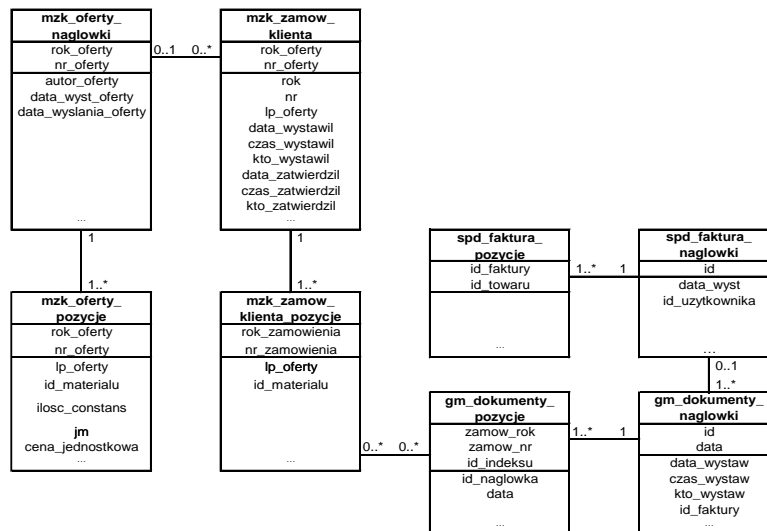 mzk_oferty_
naglowki
rok_oferty
nr_oferty
autor_oferty
data_wyst_oferty
data_wyslania_oferty
...
0..1 0..*
mzk_zamow_
klienta
rok_oferty
nr_oferty
rok
nr
lp_oferty
data_wystawil
czas_wystawil
kto_wystawil
data_zatwierdzil
czas_zatwierdzil
kto_zatwierdzil
...
1
1..*
1
1..*
mzk_oferty_
pozycje
rok_oferty
nr_oferty
lp_oferty
id_materialu
ilosc_constans
jm
cena_jednostkowa
...
mzk_zamow_
klienta_pozycje
rok_zamowienia
nr_zamowienia
lp_oferty
id_materialu
...
0..* 0..*
spd_faktura_
pozycje
id_faktury
id_towaru
...
1..* 1
spd_faktura_
naglowki
id
data_wyst
id_uzytkownika
...
0..1
1..*
gm_dokumenty_
pozycje
zamow_rok
zamow_nr
id_indeksu
id_naglowka
data
...
1..* 1
gm_dokumenty_
naglowki
id
data
data_wystaw
czas_wystaw
kto_wystaw
id_faktury
...